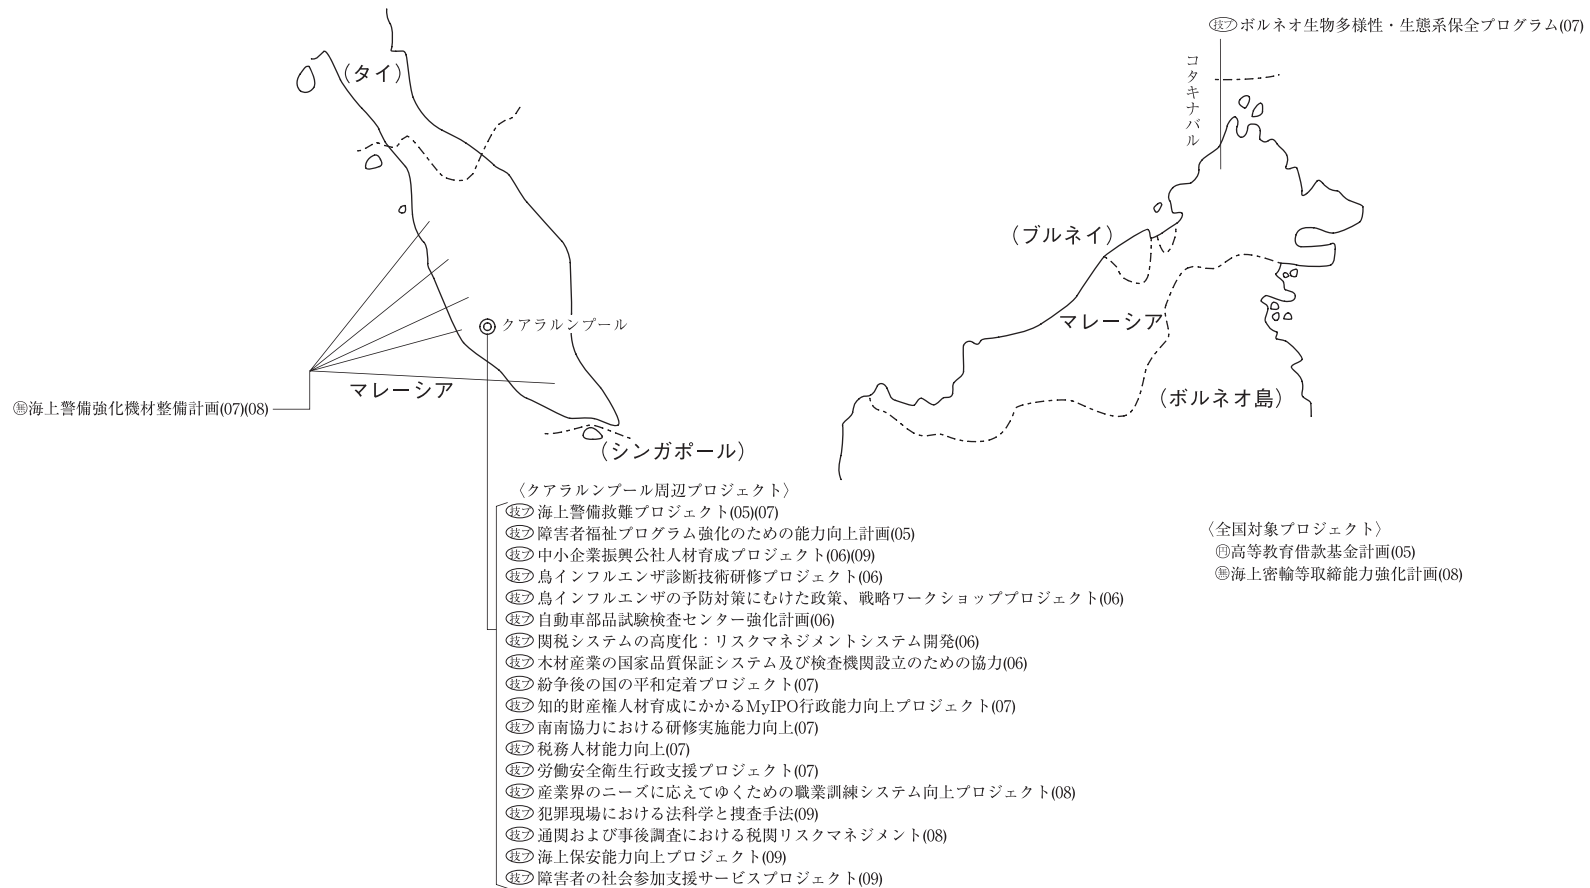 技プ ボルネオ生物多様性・生態系保全プログラム(07)
コタキナバル
(タイ)
(ブルネイ)
マレーシア
(ボルネオ島)
クアラルンプール
マレーシア
無 海上警備強化機材整備計画(07)(08)
(シンガポール)
〈クアラルンプール周辺プロジェクト〉
技プ 海上警備救難プロジェクト(05)(07)
技プ 障害者福祉プログラム強化のための能力向上計画(05)
技プ 中小企業振興公社人材育成プロジェクト(06)(09)
技プ 鳥インフルエンザ診断技術研修プロジェクト(06)
技プ 鳥インフルエンザの予防対策にむけた政策、戦略ワークショッププロジェクト(06)
技プ 自動車部品試験検査センター強化計画(06)
技プ 関税システムの高度化：リスクマネジメントシステム開発(06)
技プ 木材産業の国家品質保証システム及び検査機関設立のための協力(06)
技プ 紛争後の国の平和定着プロジェクト(07)
技プ 知的財産権人材育成にかかるMyIPO行政能力向上プロジェクト(07)
技プ 南南協力における研修実施能力向上(07)
技プ 税務人材能力向上(07)
技プ 労働安全衛生行政支援プロジェクト(07)
技プ 産業界のニーズに応えてゆくための職業訓練システム向上プロジェクト(08)
技プ 犯罪現場における法科学と捜査手法(09)
技プ 通関および事後調査における税関リスクマネジメント(08)
技プ 海上保安能力向上プロジェクト(09)
技プ 障害者の社会参加支援サービスプロジェクト(09)
〈全国対象プロジェクト〉
円 高等教育借款基金計画(05)
無 海上密輸等取締能力強化計画(08)